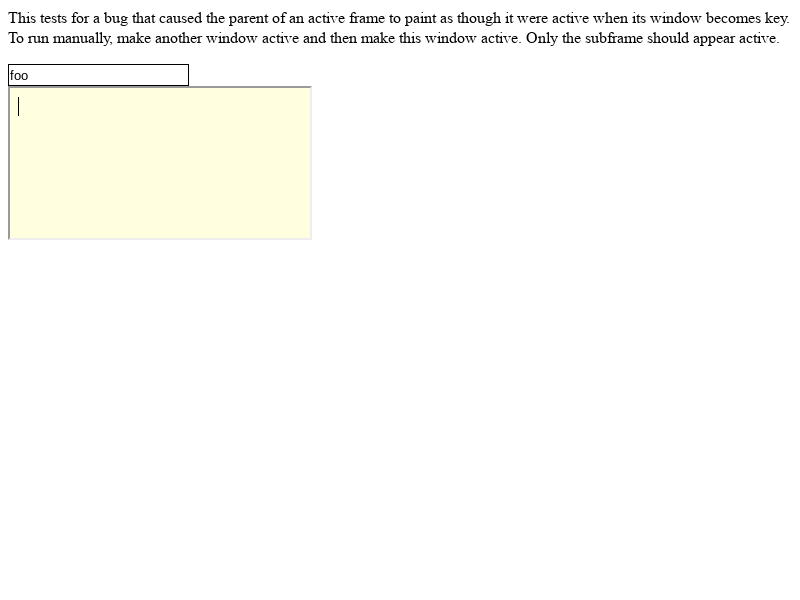 This tests for a bug that caused the parent of an active frame to paint as though it were active when its window becomes key.
To run manually, make another window active and then make this window active. Only the subframe should appear active.
foo